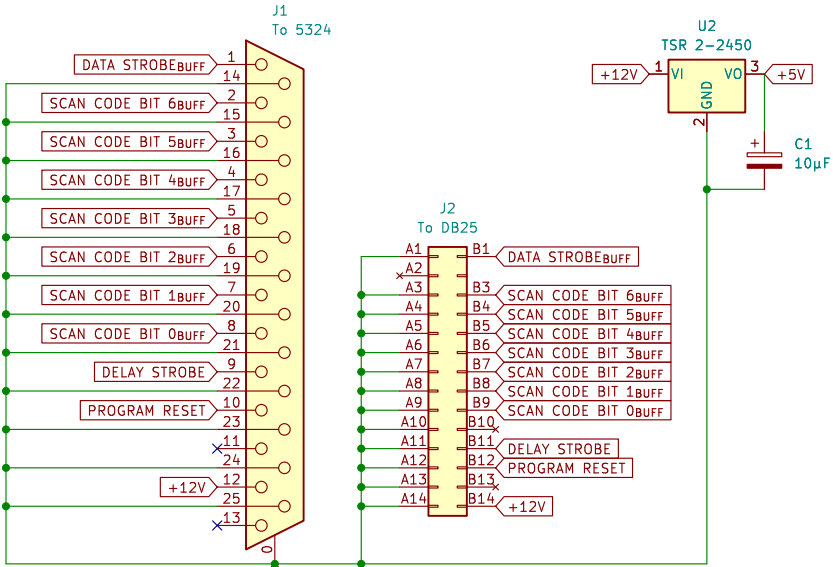 J1
To 5324
DATA STROBEBUFF 1
14
SCAN CODE BIT 6BUFF 2
15
SCAN CODE BIT 5BUFF 3
16
SCAN CODE BIT 4BUFF 4
17
SCAN CODE BIT 3BUFF 5
18
SCAN CODE BIT 2BUFF 6
19
SCAN CODE BIT 1BUFF 7
20
SCAN CODE BIT 0BUFF 8
21
DELAY STROBE 9
22
PROGRAM RESET 10
23
11
24
+12V 12
25
13
0
J2
To DB25
A1 B1 DATA STROBEBUFF
A2
A3 B3 SCAN CODE BIT 6BUFF
A4 B4 SCAN CODE BIT 5BUFF
A5 B5 SCAN CODE BIT 4BUFF
A6 B6 SCAN CODE BIT 3BUFF
A7 B7 SCAN CODE BIT 2BUFF
A8 B8 SCAN CODE BIT 1BUFF
A9 B9 SCAN CODE BIT 0BUFF
A10 B10
A11 B11 DELAY STROBE
A12 B12 PROGRAM RESET
A13 B13
A14 B14 +12V
U2
TSR 2-2450
+12V 1 VI VO 3 +5V
GND
2
+ C1
10µF